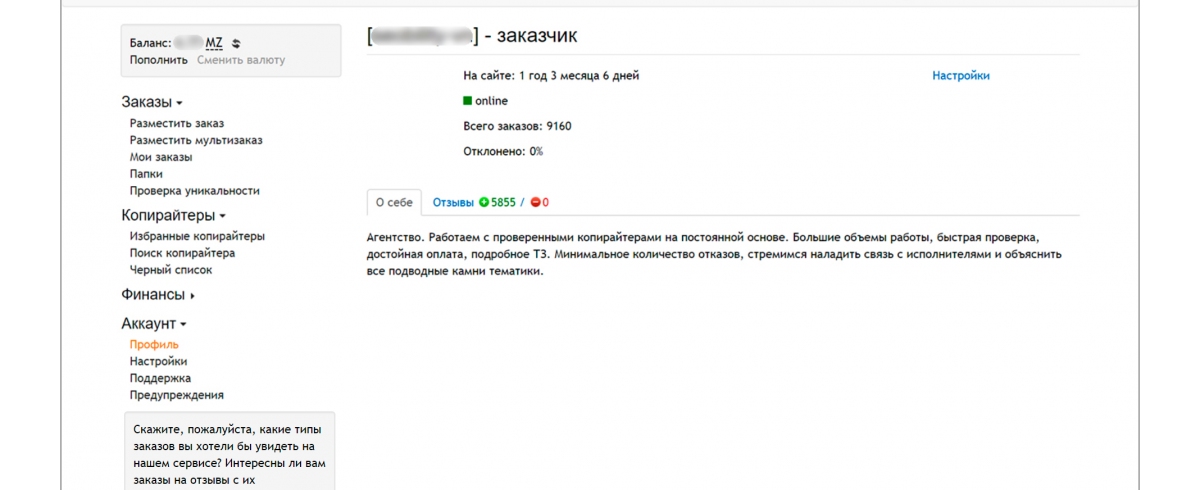 Баланс: MZ
Пополнить Сменить валюту
Заказы
Разместить заказ
Разместить мультизаказ
Мои заказы
Папки
Проверка уникальности
Копирайтеры
Избранные копирайтеры
Поиск копирайтера
Черный список
Финансы
Аккаунт
Профиль
Настройки
Поддержка
Предупреждения
Скажите, пожалуйста, какие типы
заказов вы хотели бы увидеть на
нашем сервисе? Интересны ли вам
заказы на отзывы с их
[ ] - заказчик
На сайте: 1 год 3 месяца 6 дней
Настройки
online
Всего заказов: 9160
Отклонено: 0%
О себе Отзывы 5855 / 0
Агентство. Работаем с проверенными копирайтерами на постоянной основе. Большие объемы работы, быстрая проверка,
достойная оплата, подробное ТЗ. Минимальное количество отказов, стремимся наладить связь с исполнителями и объяснить
все подводные камни тематики.